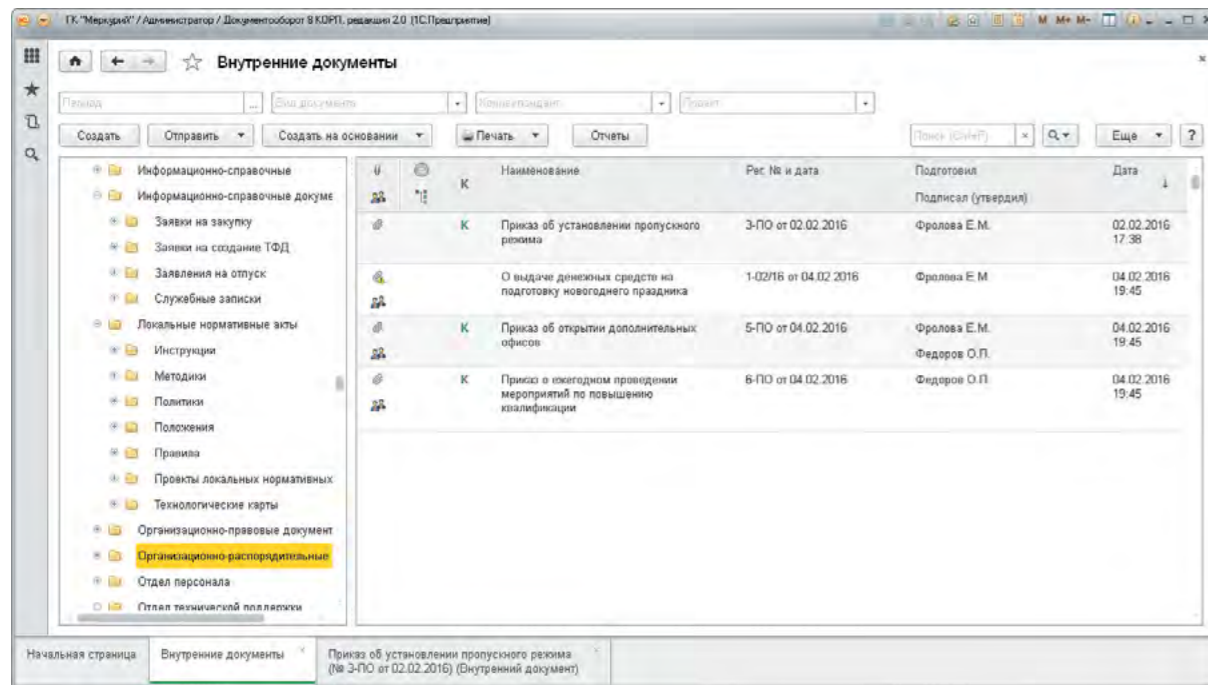 ГК "Меркурий" / Администратор / Документооборот 8 КОРП, редакция 2.0 (1С:Предприятие)
M M+ M-
Внутренние документы
Период
Вид документа
Корреспондент
Проект
Создать
Отправить
Создать на основании
Печать
Отчеты
Поиск (Ctrl+F)
Еще
?
Информационно-справочные
Информационно-справочные докуме
Заявки на закупку
Заявки на создание ТФД
Заявления на отпуск
Служебные записки
Локальные нормативные акты
Инструкции
Методики
Политики
Положения
Правила
Проекты локальных нормативных
Технологические карты
Организационно-правовые документ
Организационно-распорядительные
Отдел персонала
Отдел технической поддержки
К
Наименование
Рег. № и дата
Подготовил
Подписал (утвердил)
Дата
К
Приказ об установлении пропускного
режима
3-ПО от 02.02.2016
Фролова Е.М.
02.02.2016
17:38
О выдаче денежных средств на
подготовку новогоднего праздника
1-02/16 от 04.02.2016
Фролова Е.М.
04.02.2016
19:45
К
Приказ об открытии дополнительных
офисов
5-ПО от 04.02.2016
Фролова Е.М.
Федоров О.П.
04.02.2016
19:45
К
Приказ о ежегодном проведении
мероприятий по повышению
квалификации
6-ПО от 04.02.2016
Федоров О.П.
04.02.2016
19:45
Начальная страница
Внутренние документы
Приказ об установлении пропускного режима
(№ 3-ПО от 02.02.2016) (Внутренний документ)